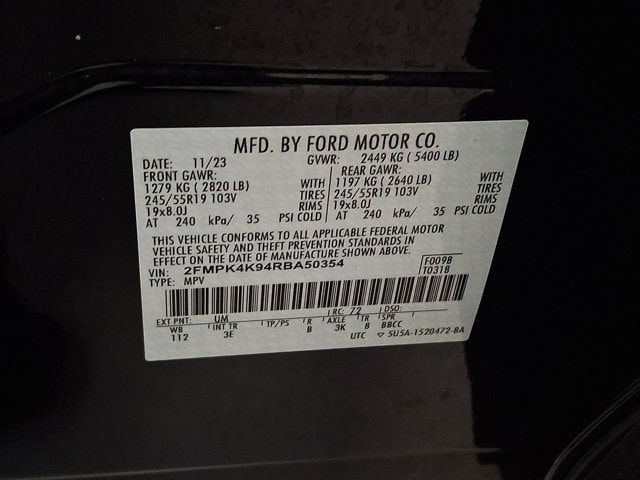 MFD. BY FORD MOTOR CO.
DATE: 11/23 GVWR: 2449 KG ( 5400 LB)
FRONT GAWR: REAR GAWR:
1279 KG ( 2820 LB) WITH 1197 KG ( 2640 LB) WITH
245/55R19 103V TIRES 245/55R19 103V TIRES
19x8.0J RIMS 19x8.0J RIMS
AT 240 kPa/ 35 PSI COLD AT 240 kPa/ 35 PSI COLD
THIS VEHICLE CONFORMS TO ALL APPLICABLE FEDERAL MOTOR
VEHICLE SAFETY AND THEFT PREVENTION STANDARDS IN
EFFECT ON THE DATE OF MANUFACTURE SHOWN ABOVE.
VIN: 2FMPK4K94RBA50354 F0098
TYPE: MPV T0318
EXT PNT: UM RC: 72 DSO:
WB INT TR TP/PS R AXLE TR SPR
112 3E B 3K 8 BBCC
UTC ▽ 5U5A-1520472-BA